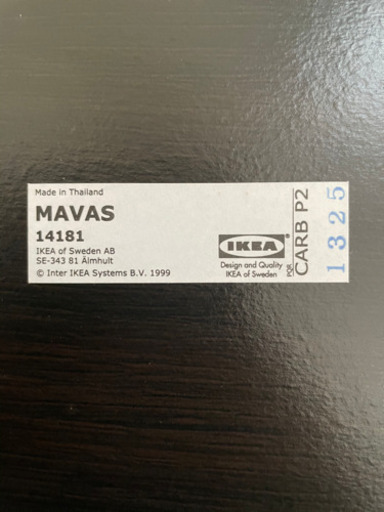 Made in Thailand
MAVAS
14181
IKEA of Sweden AB
SE-343 81 Älmhult
© Inter IKEA Systems B.V. 1999
IKEA®
Design and Quality
IKEA of Sweden
PQR
CARB P2
1325